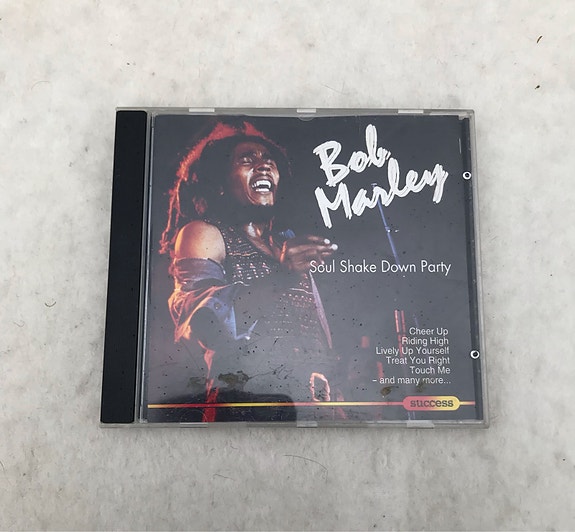 Bob
Marley
Soul Shake Down Party
Cheer Up
Riding High
Lively Up Yourself
Treat You Right
Touch Me
– and many more...
success